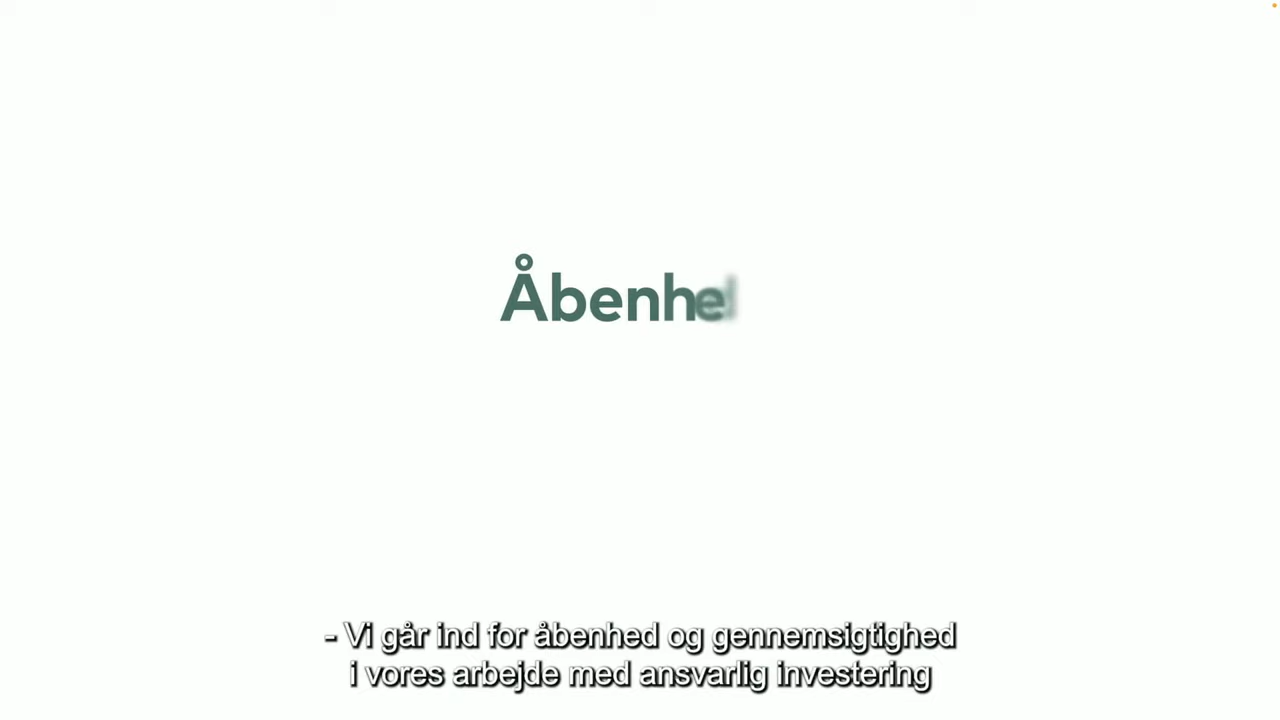 Åbenhe
- Vi går ind for åbenhed og gennemsigtighed
i vores arbejde med ansvarlig investering